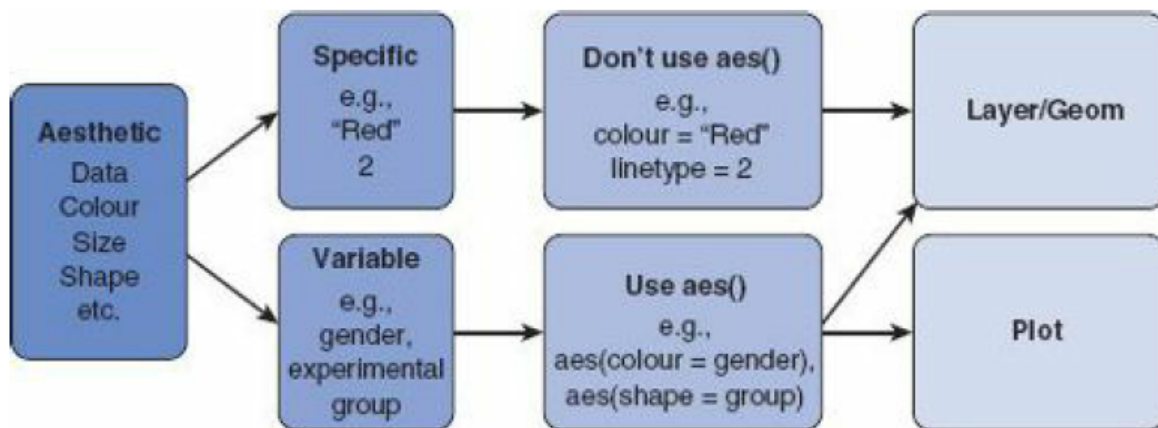 Aesthetic
Data
Colour
Size
Shape
etc.
Specific
e.g.,
“Red”
2
Don’t use aes()
e.g.,
colour = “Red”
linetype = 2
Layer/Geom
Variable
e.g.,
gender,
experimental
group
Use aes()
e.g.,
aes(colour = gender),
aes(shape = group)
Plot